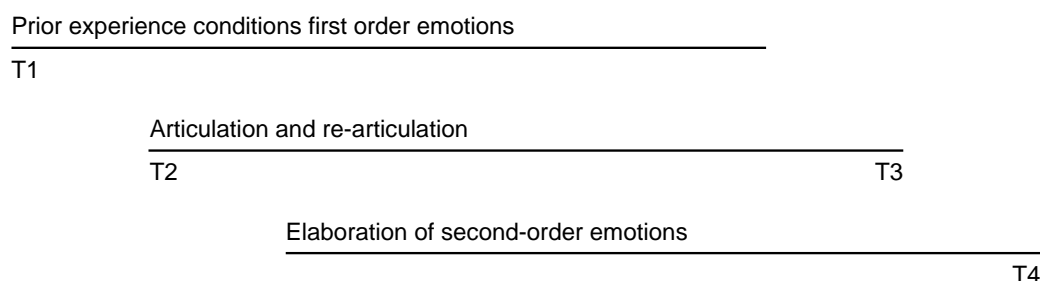 Prior experience conditions first order emotions
T1
Articulation and re-articulation
T2 T3
Elaboration of second-order emotions
T4